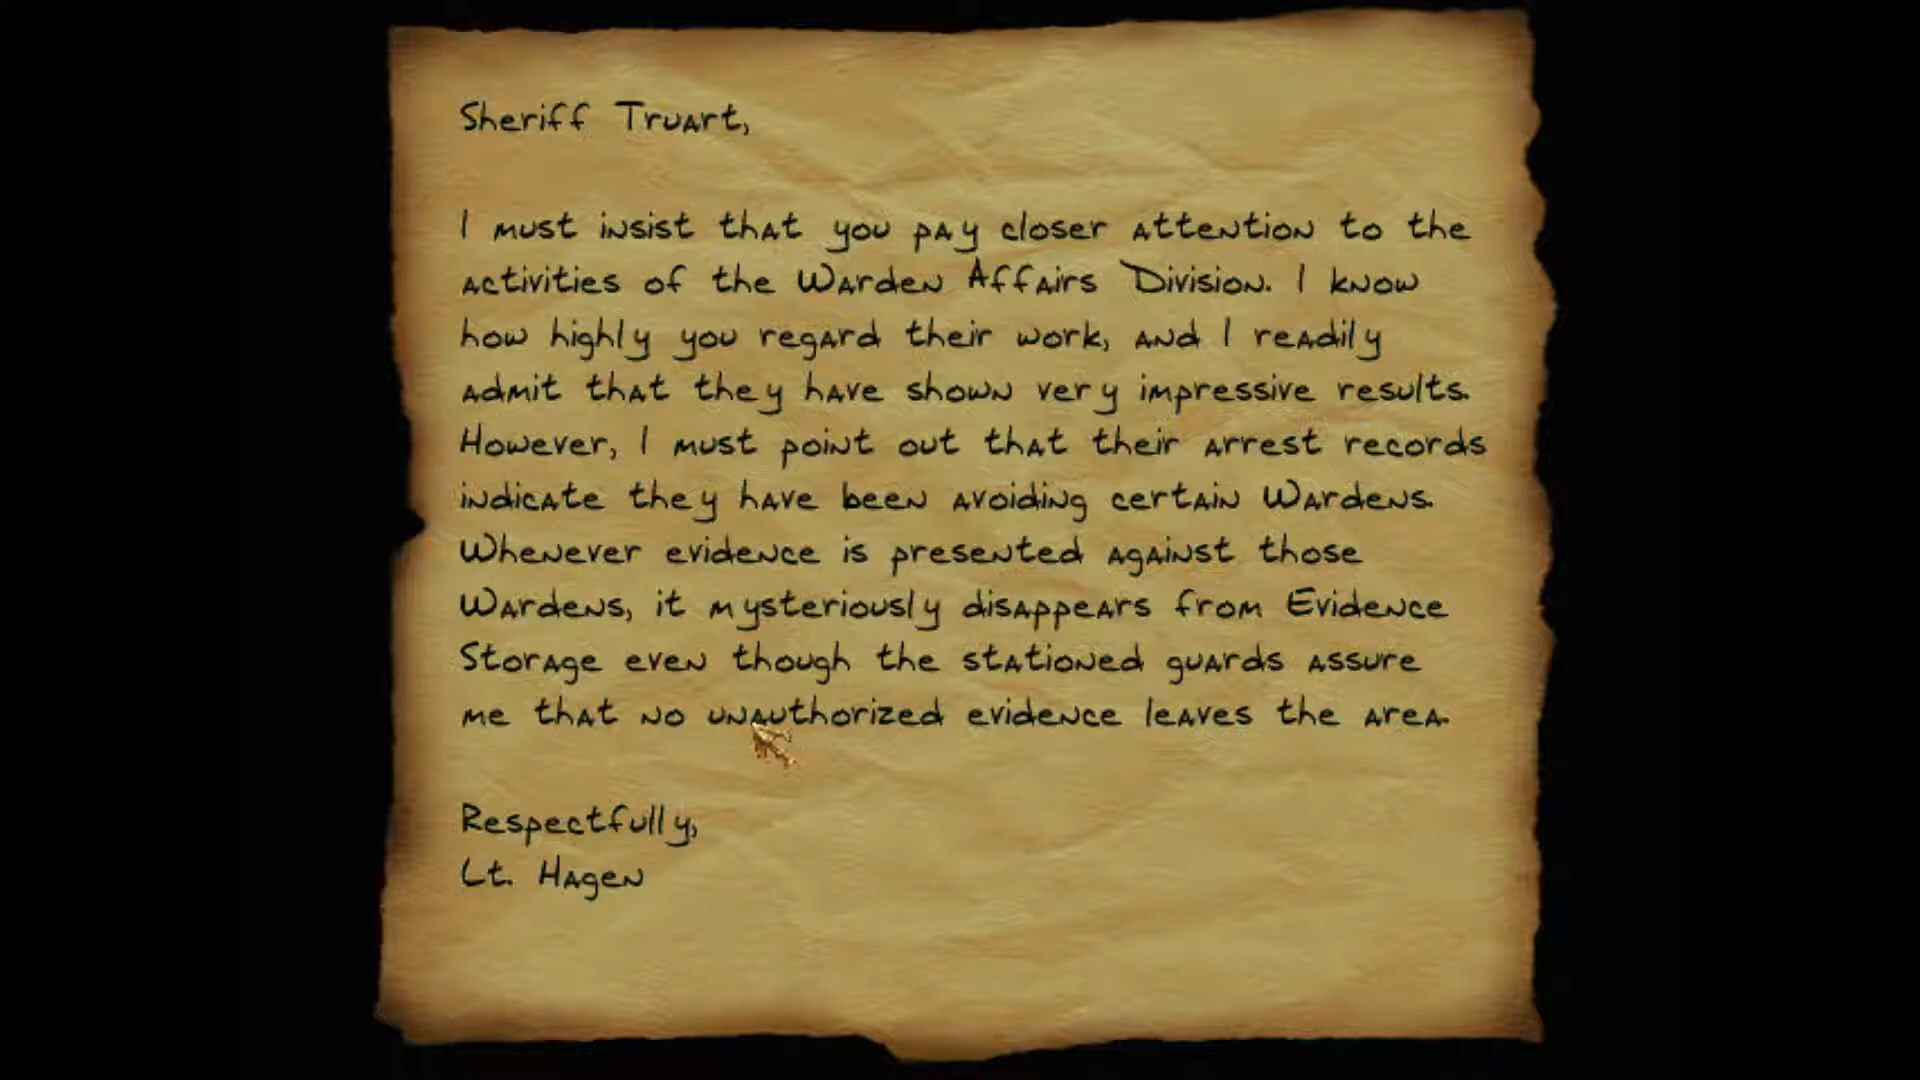 Sheriff Truart,
I must insist that you pay closer attention to the
activities of the Warden Affairs Division. I know
how highly you regard their work, and I readily
admit that they have shown very impressive results.
However, I must point out that their arrest records
indicate they have been avoiding certain Wardens.
Whenever evidence is presented against those
Wardens, it mysteriously disappears from Evidence
Storage even though the stationed guards assure
me that no unauthorized evidence leaves the area.
Respectfully,
Lt. Hagen